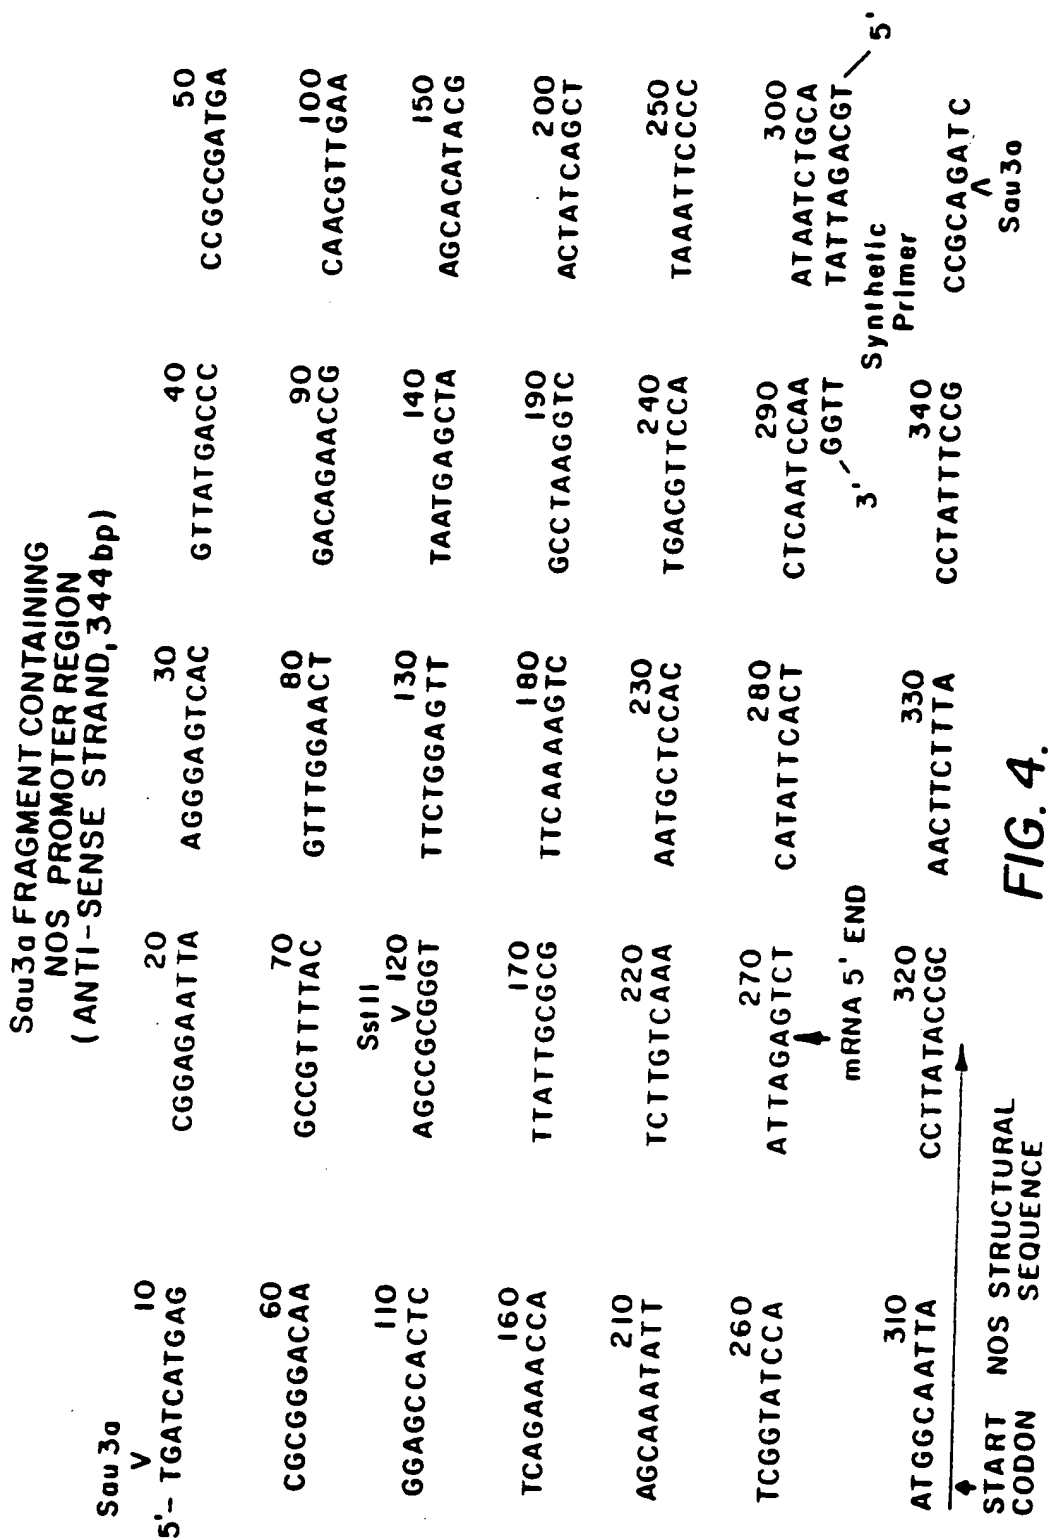 Sau3a FRAGMENT CONTAINING
NOS PROMOTER REGION
(ANTI-SENSE STRAND, 344bp)
Sau 3a
V
10 20 30 40 50
5'- TGATCATGAG CGGAGAATTA AGGGAGTCAC GTTATGACCC CCGCCGATGA
60 70 80 90 100
CGCGGGACAA GCCGTTTTAC GTTTGGAACT GACAGAACCG CAACGTTGAA
SstII
V
110 120 130 140 150
GGAGCCACTC AGCCGCGGGT TTCTGGAGTT TAATGAGCTA AGCACATACG
160 170 180 190 200
TCAGAAACCA TTATTGCGCG TTCAAAAGTC GCCTAAGGTC ACTATCAGCT
210 220 230 240 250
AGCAAATATT TCTTGTCAAA AATGCTCCAC TGACGTTCCA TAAATTCCCC
260 270 280 290 300
TCGGTATCCA ATTAGAGTCT CATATTCACT CTCAATCCAA ATAATCTGCA
3' GGTT TATTAGACGT 5'
mRNA 5' END
Synthetic
Primer
310 320 330 340
ATGGCAATTA CCTTATACCGC AACTTCTTTA CCTATTTCCG CCGCAGATC
Λ
Sau3a
START
CODON
NOS STRUCTURAL
SEQUENCE
FIG. 4.